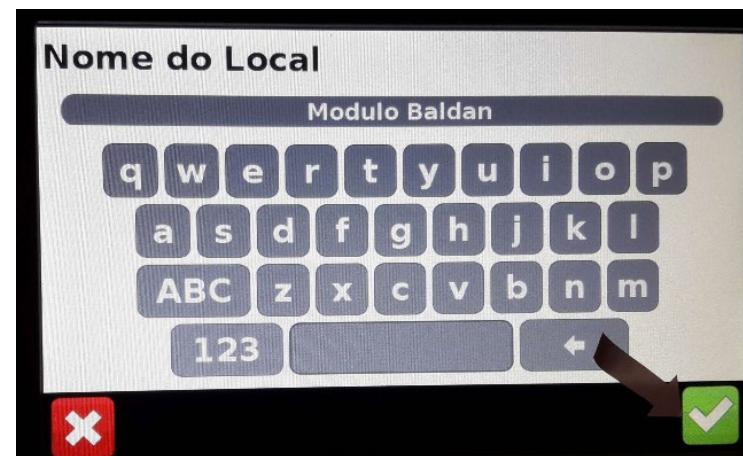 Nome do Local
Modulo Baldan
q w e r t y u i o p
a s d f g h j k l
ABC z x c v b n m
123